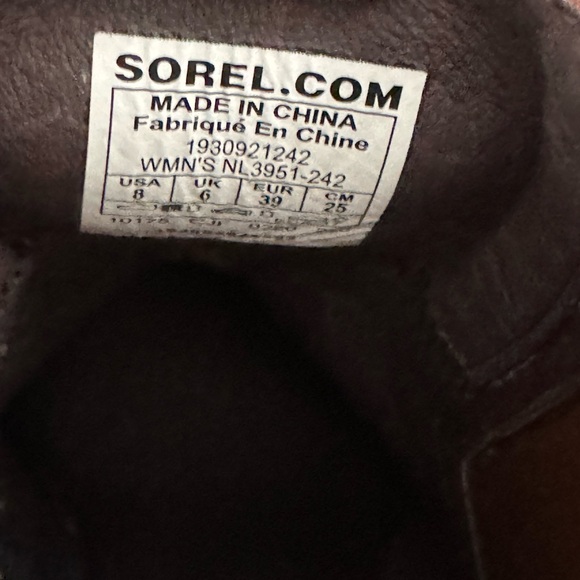 SOREL.COM
MADE IN CHINA
Fabriqué En Chine
1930921242
WMN'S NL3951-242
USA UK EUR CM
8 6 39 25